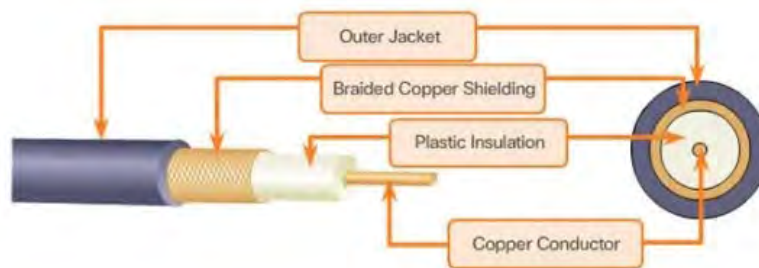 Outer Jacket
Braided Copper Shielding
Plastic Insulation
Copper Conductor